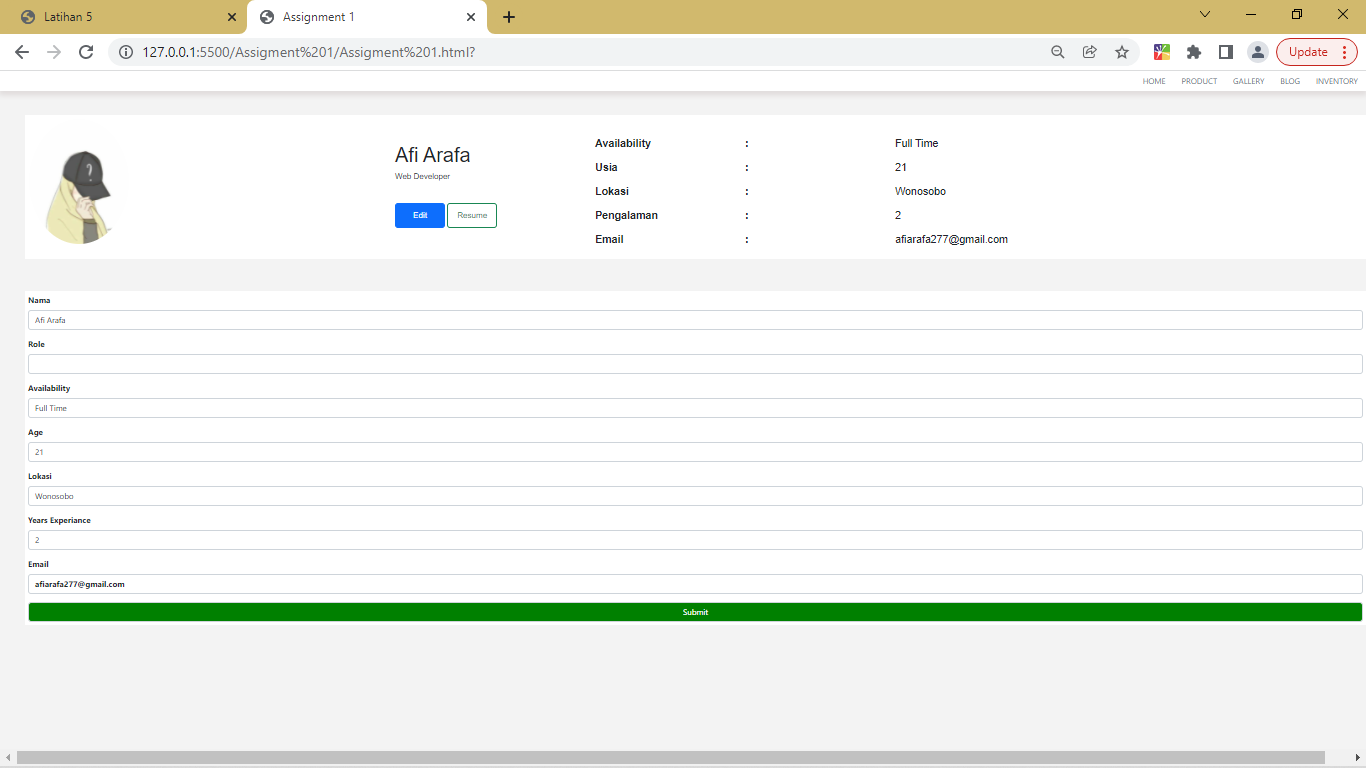 Latihan 5
Assignment 1
127.0.0.1:5500/Assigment%201/Assigment%201.html?
Update
HOME PRODUCT GALLERY BLOG INVENTORY
?
Afi Arafa
Web Developer
Edit Resume
Availability : Full Time
Usia : 21
Lokasi : Wonosobo
Pengalaman : 2
Email : afiarafa277@gmail.com
Nama
Afi Arafa
Role
Availability
Full Time
Age
21
Lokasi
Wonosobo
Years Experiance
2
Email
afiarafa277@gmail.com
Submit